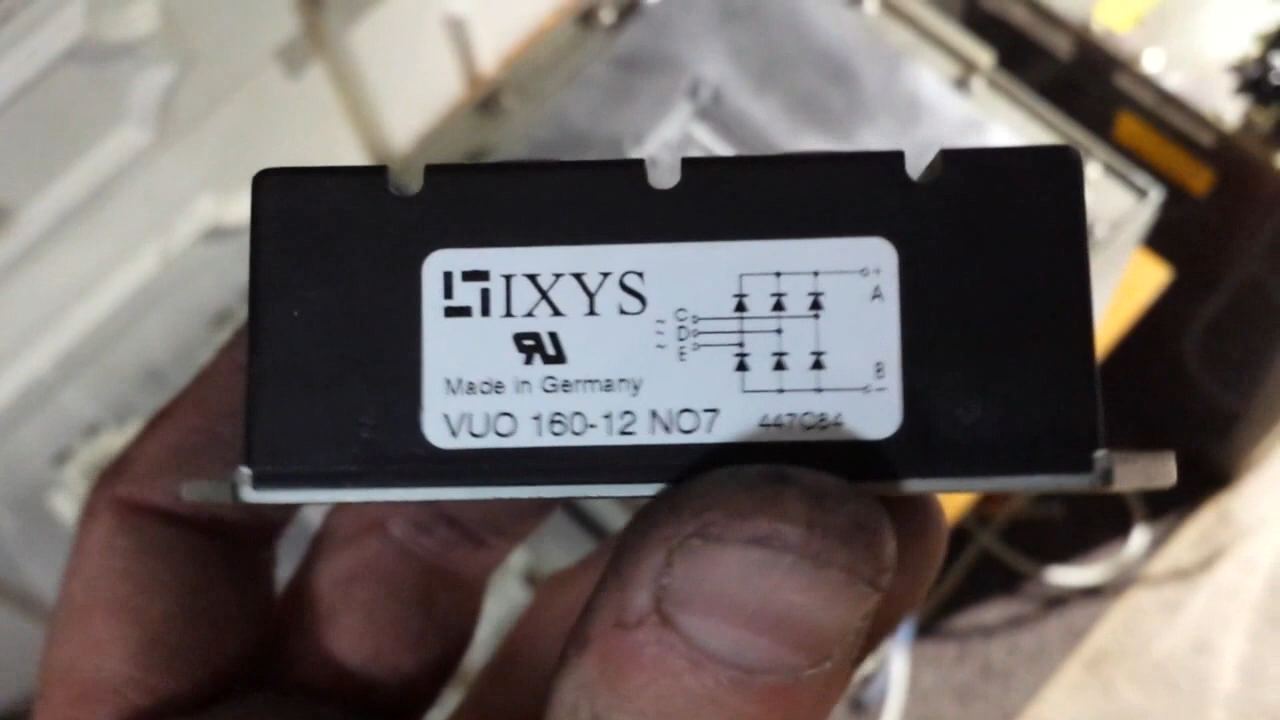 IXYS
Made in Germany
VUO 160-12 NO7
447C84
~ C
~ D
~ E
+
A
B
−